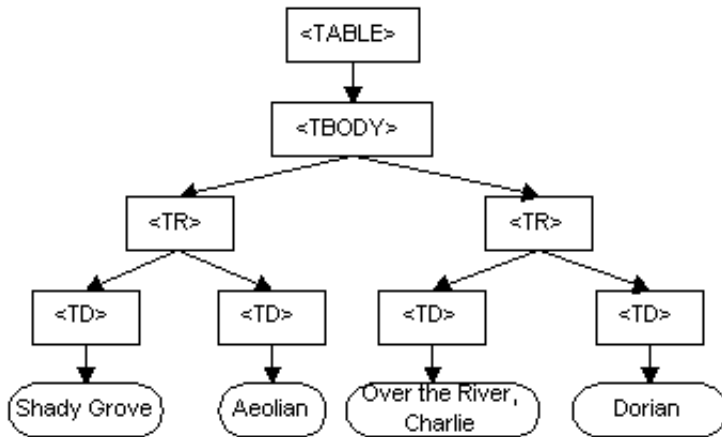 <TABLE>
<TBODY>
<TR>
<TR>
<TD>
<TD>
<TD>
<TD>
Shady Grove
Aeolian
Over the River,
Charlie
Dorian